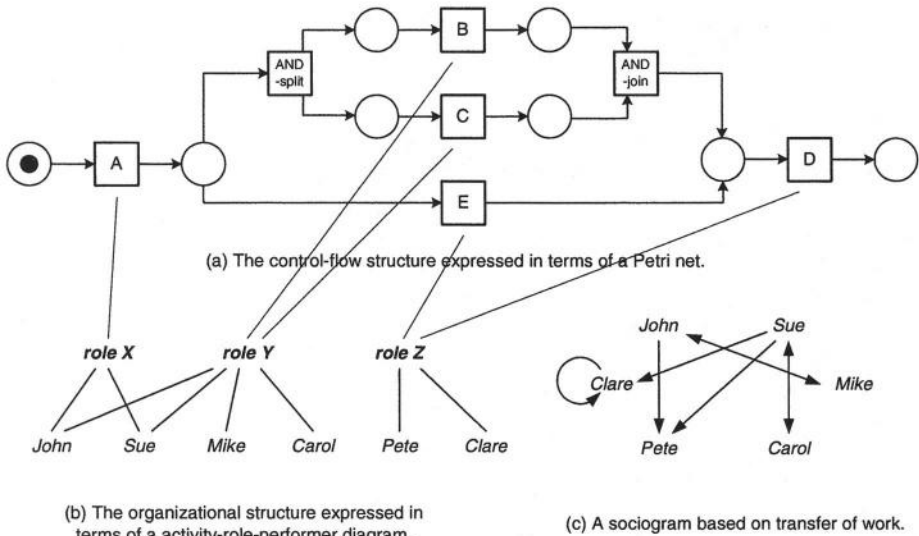 B
AND
-split
AND
-join
C
A
D
E
(a) The control-flow structure expressed in terms of a Petri net.
role X
role Y
role Z
John
Sue
Mike
Carol
Pete
Clare
John
Sue
Clare
Mike
Pete
Carol
(b) The organizational structure expressed in
terms of a activity-role-performer diagram.
(c) A sociogram based on transfer of work.